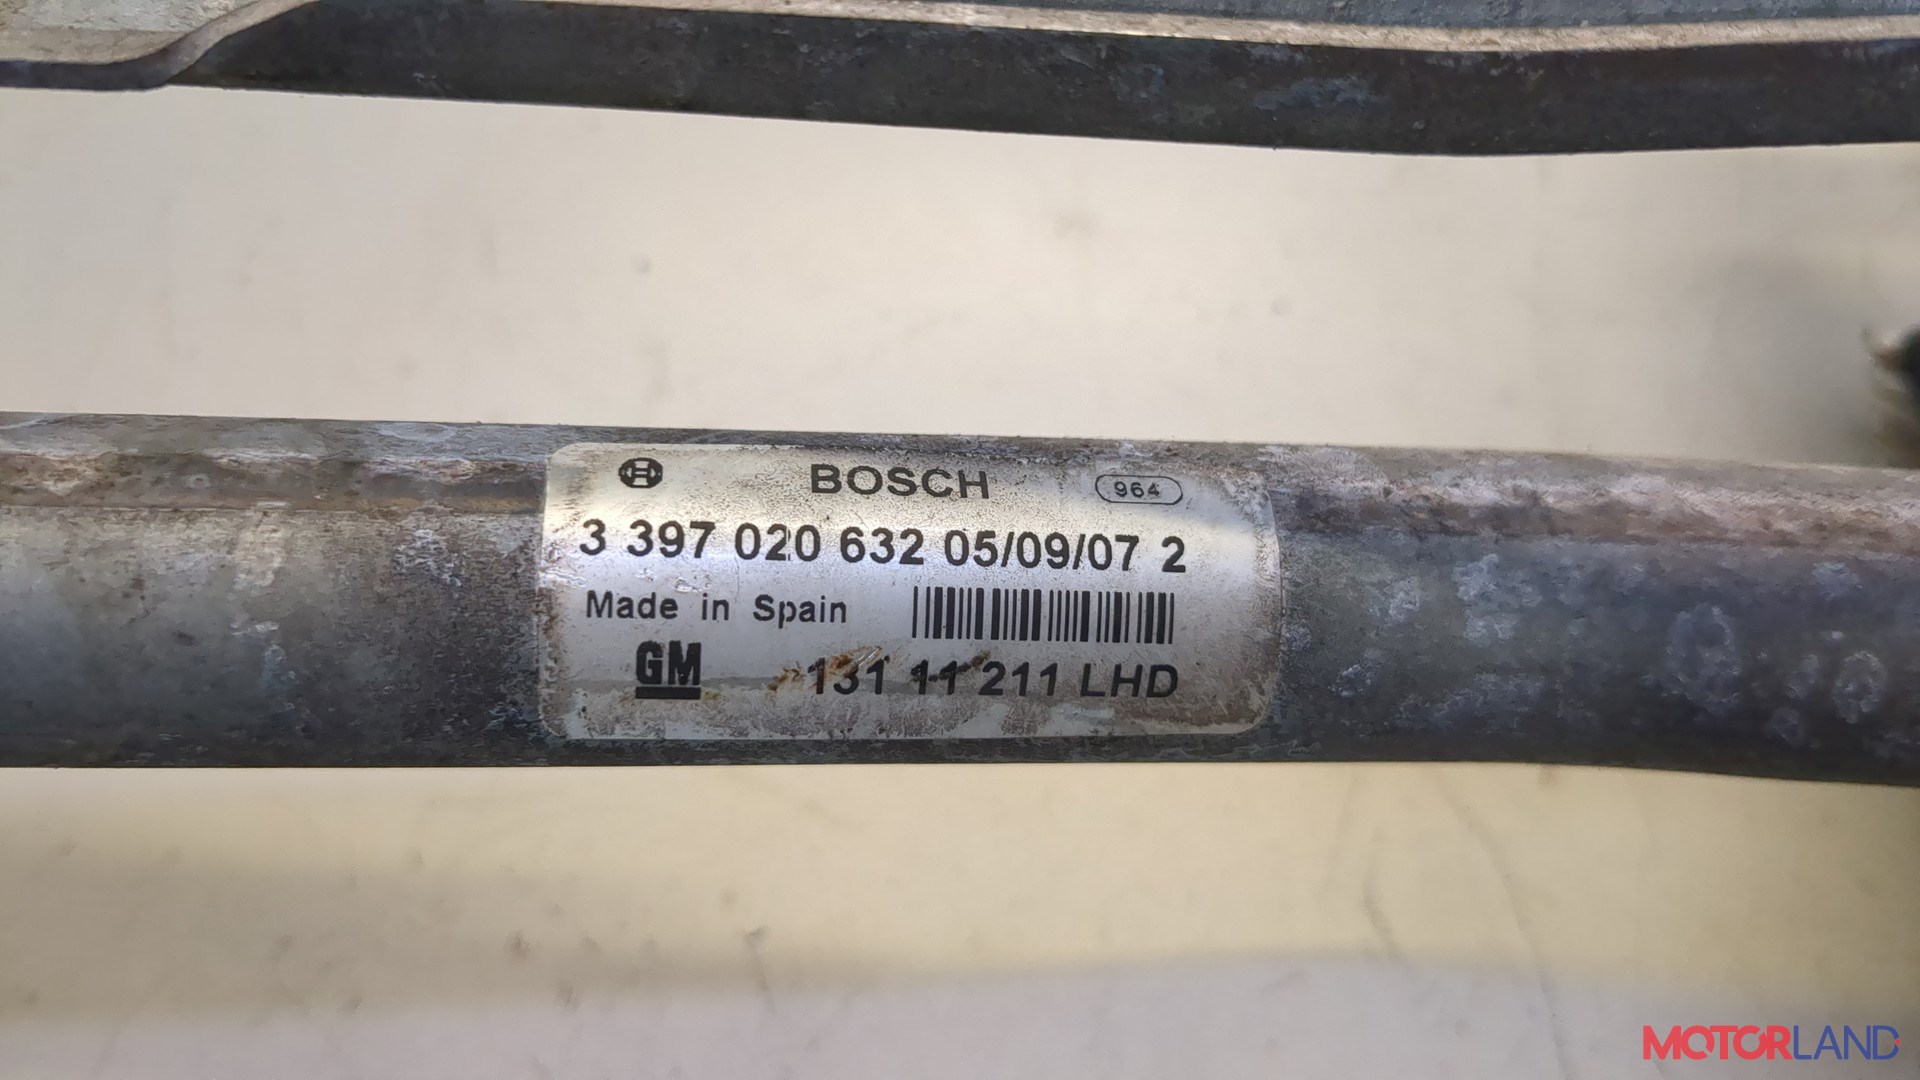 BOSCH 964
3 397 020 632 05/09/07 2
Made in Spain
GM 131 11 211 LHD
MOTORLAND